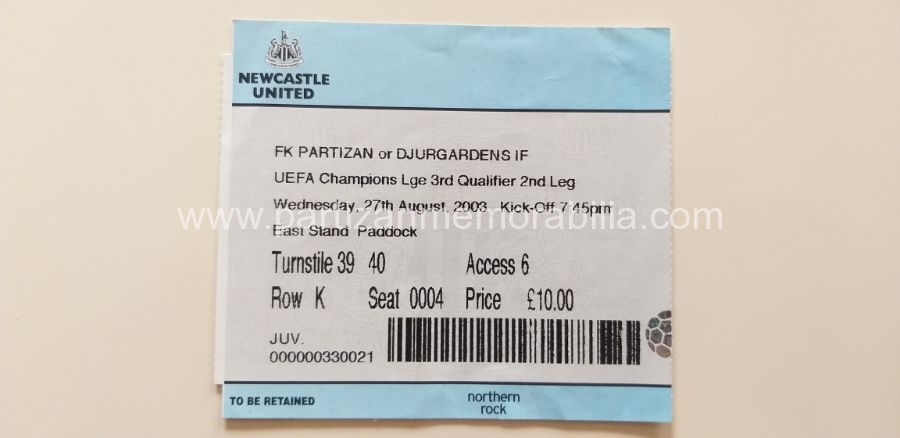 NEWCASTLE
UNITED
FK PARTIZAN or DJURGARDENS IF
UEFA Champions Lge 3rd Qualifier 2nd Leg
Wednesday, 27th August, 2003 Kick-Off 7:45pm
www.partizanmemorabilia.com
East Stand Paddock
Turnstile 39 40 Access 6
Row K Seat 0004 Price £10.00
JUV.
000000330021
TO BE RETAINED
northern
rock